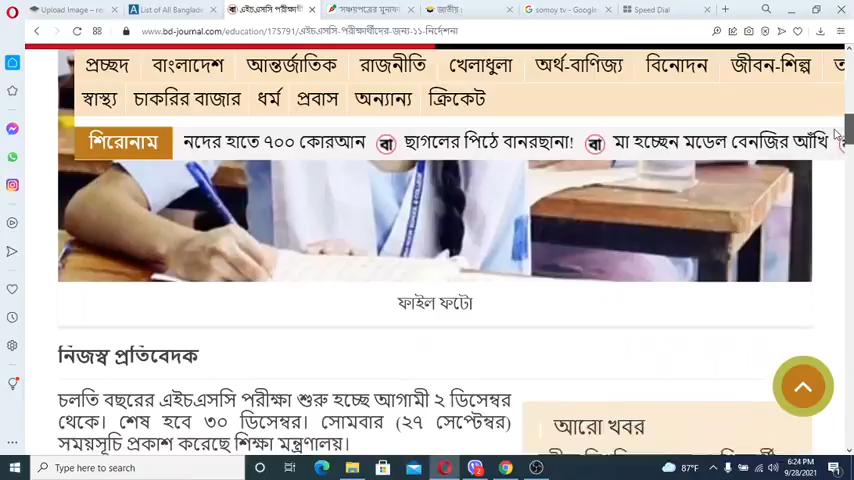 Upload Image – re
List of All Banglade
এইচএসসি পরীক্ষার্থী
সঞ্চয়পত্রের মুনাফ
জাতীয় :
somoy tv - Google
Speed Dial
88
www.bd-journal.com/education/175791/এইচএসসি-পরীক্ষার্থীদের-জন্য-১১-নির্দেশনা
প্রচ্ছদ বাংলাদেশ আন্তর্জাতিক রাজনীতি খেলাধুলা অর্থ-বাণিজ্য বিনোদন জীবন-শিল্প ত
স্বাস্থ্য চাকরির বাজার ধর্ম প্রবাস অন্যান্য ক্রিকেট
শিরোনাম নদের হাতে ৭০০ কোরআন বা ছাগলের পিঠে বানরছানা! বা মা হচ্ছেন মডেল বেনজির আঁখি
ফাইল ফটো
নিজস্ব প্রতিবেদক
চলতি বছরের এইচএসসি পরীক্ষা শুরু হচ্ছে আগামী ২ ডিসেম্বর
থেকে। শেষ হবে ৩০ ডিসেম্বর। সোমবার (২৭ সেপ্টেম্বর)
সময়সূচি প্রকাশ করেছে শিক্ষা মন্ত্রণালয়।
আরো খবর
Type here to search
87°F
6:24 PM
9/28/2021